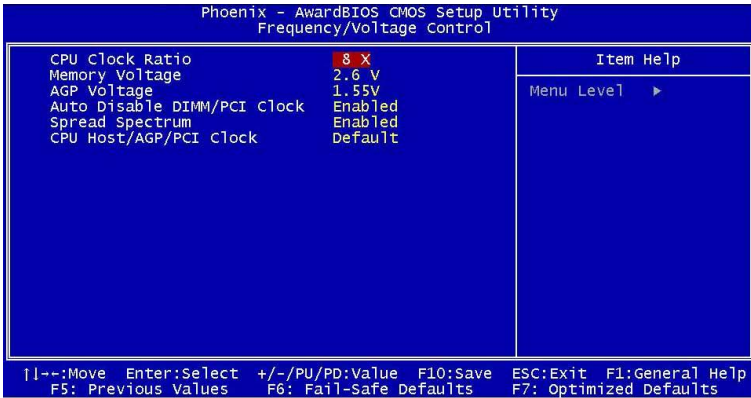 Phoenix - AwardBIOS CMOS Setup Utility
Frequency/Voltage Control
CPU Clock Ratio 8 X
Memory Voltage 2.6 V
AGP Voltage 1.55V
Auto Disable DIMM/PCI Clock Enabled
Spread Spectrum Enabled
CPU Host/AGP/PCI Clock Default
Item Help
Menu Level ►
↑↓→←:Move Enter:Select +/-/PU/PD:Value F10:Save ESC:Exit F1:General Help
F5: Previous Values F6: Fail-Safe Defaults F7: Optimized Defaults